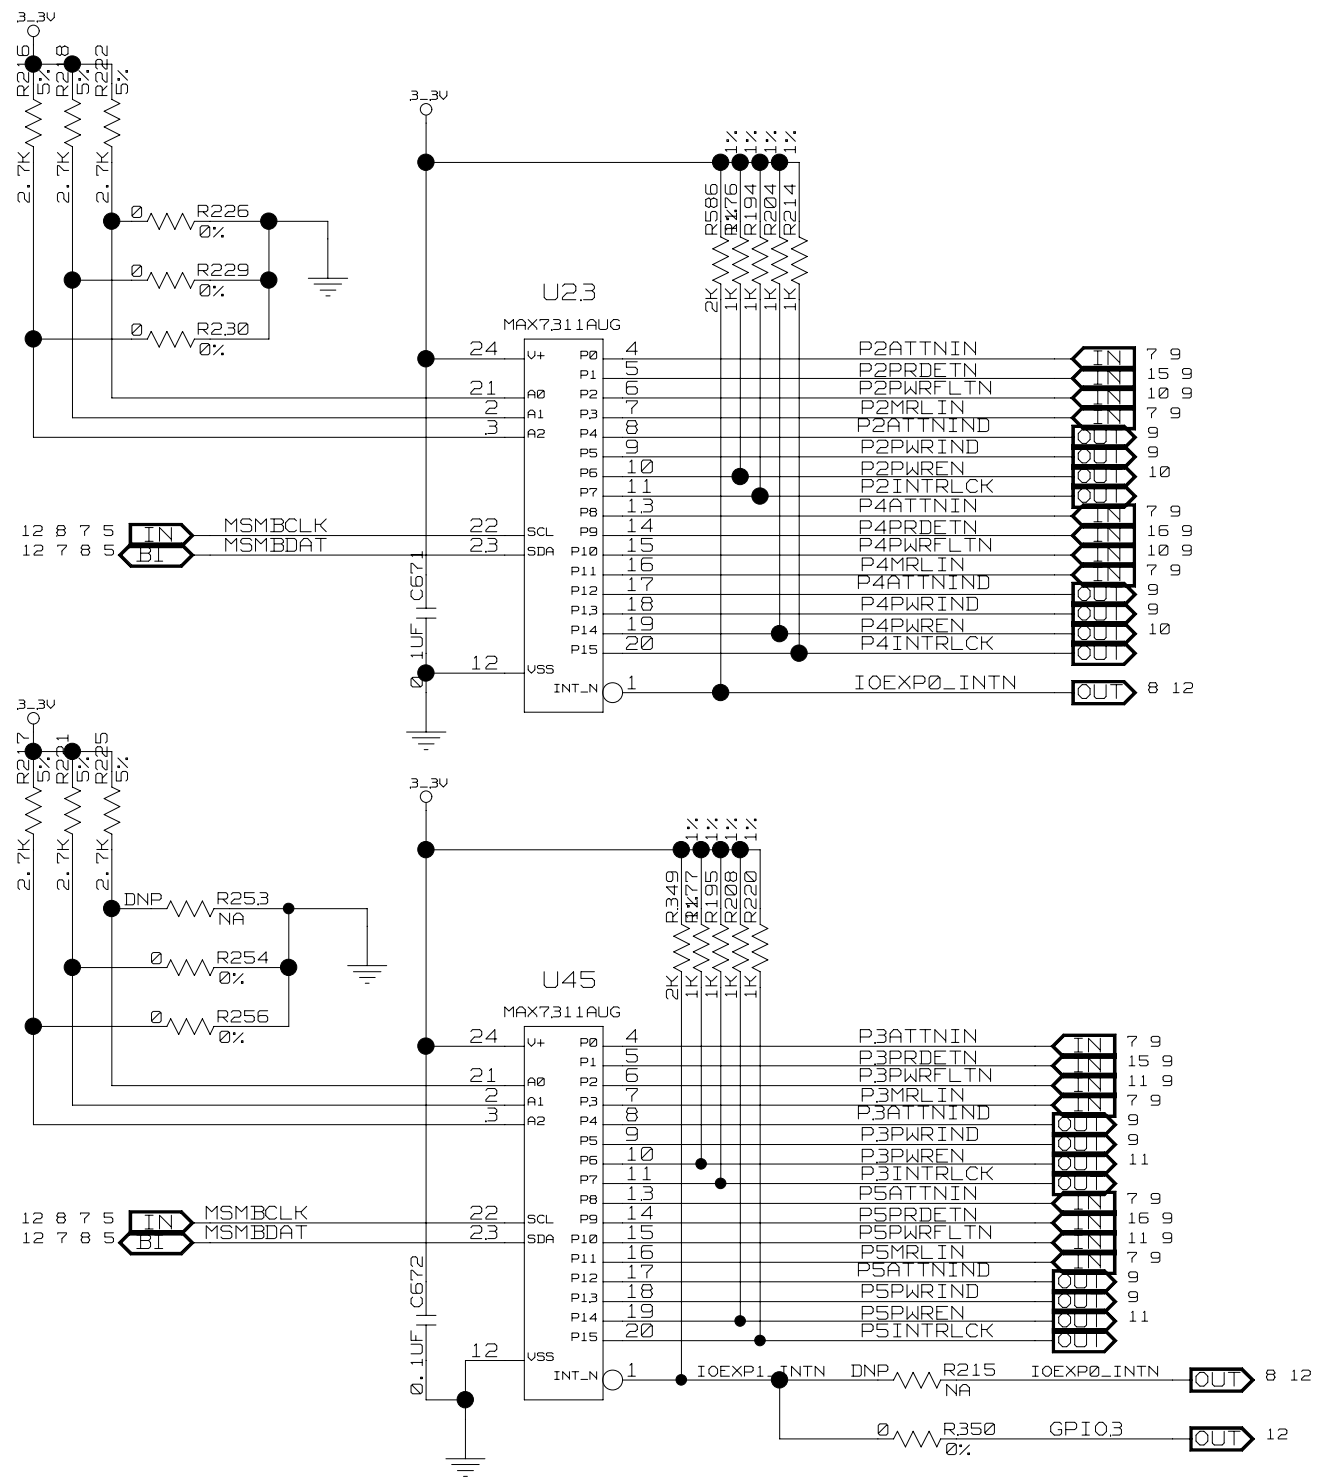 3_3V
R216 5% 2.7K
R218 5% 2.7K
R222 5% 2.7K
0 R226 0%
0 R229 0%
0 R230 0%
3_3V
1% 1% 1% 1%
R586 2K
R176 1K
R194 1K
R204 1K
R214 1K
U23
MAX7311AUG
24 V+ P0 4 P2ATTNIN IN 7 9
P1 5 P2PRDETN IN 15 9
21 A0 P2 6 P2PWRFLTN IN 10 9
2 A1 P3 7 P2MRLIN IN 7 9
3 A2 P4 8 P2ATTNIND OUT 9
P5 9 P2PWRIND OUT 9
P6 10 P2PWREN OUT 10
P7 11 P2INTRLCK OUT
P8 13 P4ATTNIN IN 7 9
12 8 7 5 IN MSMBCLK 22 SCL P9 14 P4PRDETN IN 16 9
12 7 8 5 BI MSMBDAT 23 SDA P10 15 P4PWRFLTN IN 10 9
P11 16 P4MRLIN IN 7 9
P12 17 P4ATTNIND OUT 9
P13 18 P4PWRIND OUT 9
P14 19 P4PWREN OUT 10
P15 20 P4INTRLCK OUT
C671 0.1UF
12 VSS
INT_N 1 IOEXP0_INTN OUT 8 12
3_3V
R217 5% 2.7K
R221 5% 2.7K
R225 5% 2.7K
DNP R253 NA
0 R254 0%
0 R256 0%
3_3V
1% 1% 1% 1%
R349 2K
R177 1K
R195 1K
R208 1K
R220 1K
U45
MAX7311AUG
24 V+ P0 4 P3ATTNIN IN 7 9
P1 5 P3PRDETN IN 15 9
21 A0 P2 6 P3PWRFLTN IN 11 9
2 A1 P3 7 P3MRLIN IN 7 9
3 A2 P4 8 P3ATTNIND OUT 9
P5 9 P3PWRIND OUT 9
P6 10 P3PWREN OUT 11
P7 11 P3INTRLCK OUT
P8 13 P5ATTNIN IN 7 9
12 8 7 5 IN MSMBCLK 22 SCL P9 14 P5PRDETN IN 16 9
12 7 8 5 BI MSMBDAT 23 SDA P10 15 P5PWRFLTN IN 11 9
P11 16 P5MRLIN IN 7 9
P12 17 P5ATTNIND OUT 9
P13 18 P5PWRIND OUT 9
P14 19 P5PWREN OUT 11
P15 20 P5INTRLCK OUT
C672 0.1UF
12 VSS
INT_N 1 IOEXP1_INTN DNP R215 NA IOEXP0_INTN OUT 8 12
0 R350 0% GPIO3 OUT 12